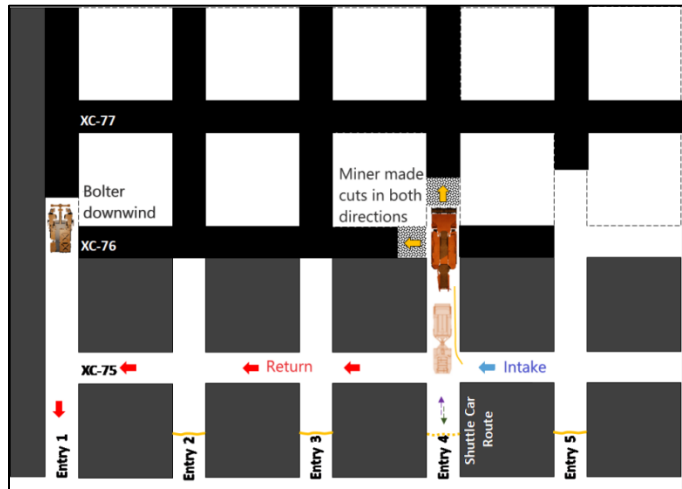 XC-77
Bolter
downwind
Miner made
cuts in both
directions
XC-76
XC-75
Return
Intake
Entry 1
Entry 2
Entry 3
Entry 4
Shuttle Car
Route
Entry 5